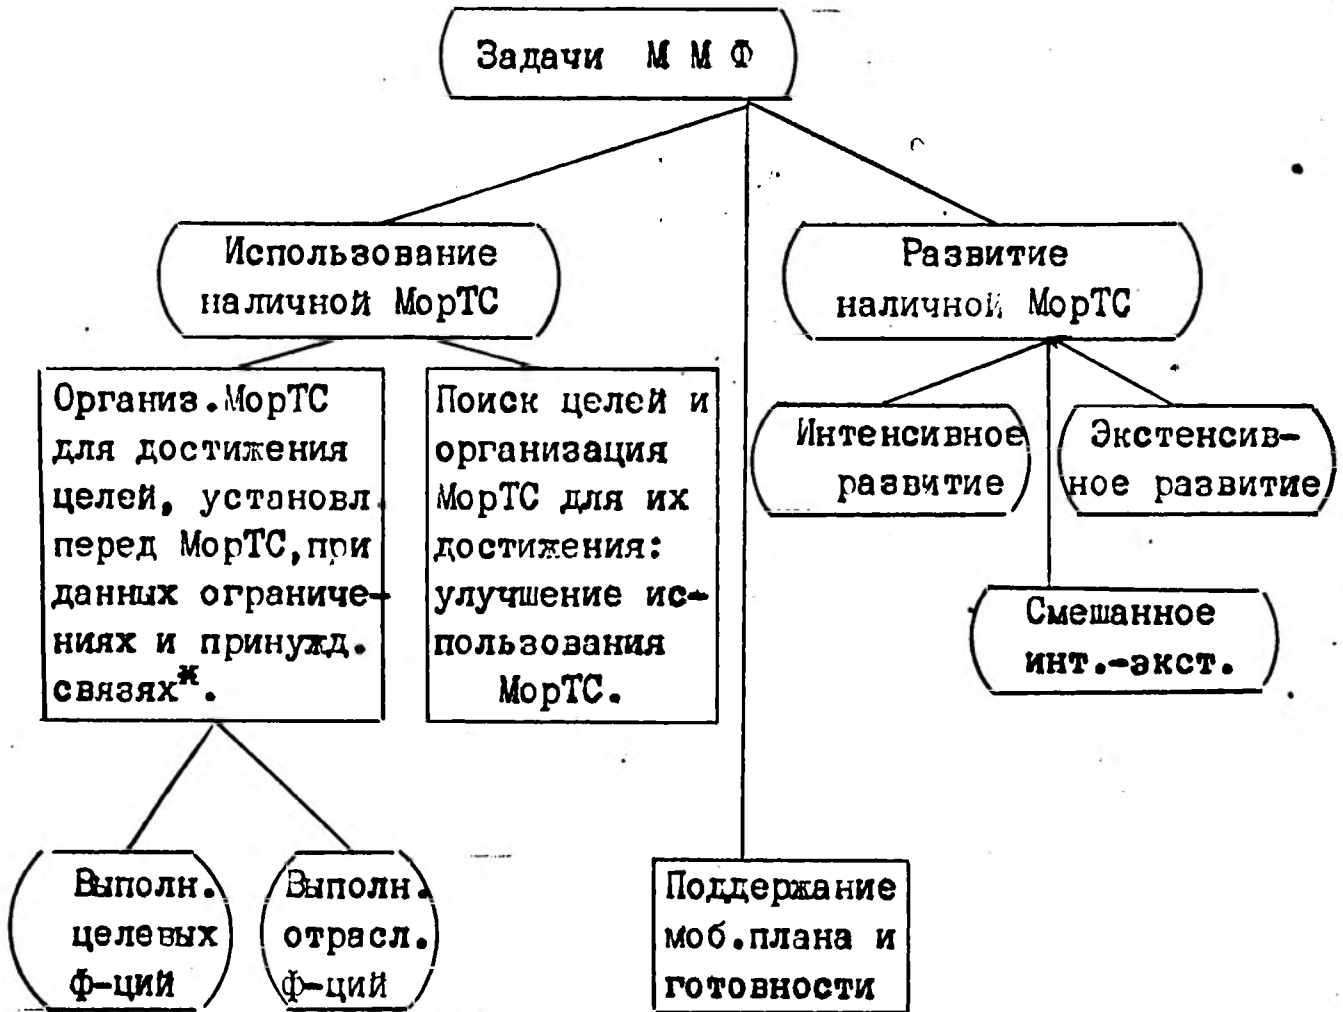 Задачи М М Ф
Использование
наличной МорТС
Развитие
наличной МорТС
Организ.МорТС
для достижения
целей, установл.
перед МорТС,при
данных ограниче-
ниях и принужд.
связях*.
Поиск целей и
организация
МорТС для их
достижения:
улучшение ис-
пользования
МорТС.
Интенсивное
развитие
Экстенсив-
ное развитие
Смешанное
инт.-экст.
Выполн.
целевых
Ф-ций
Выполн.
отрасл.
Ф-ций
Поддержание
моб.плана и
готовности